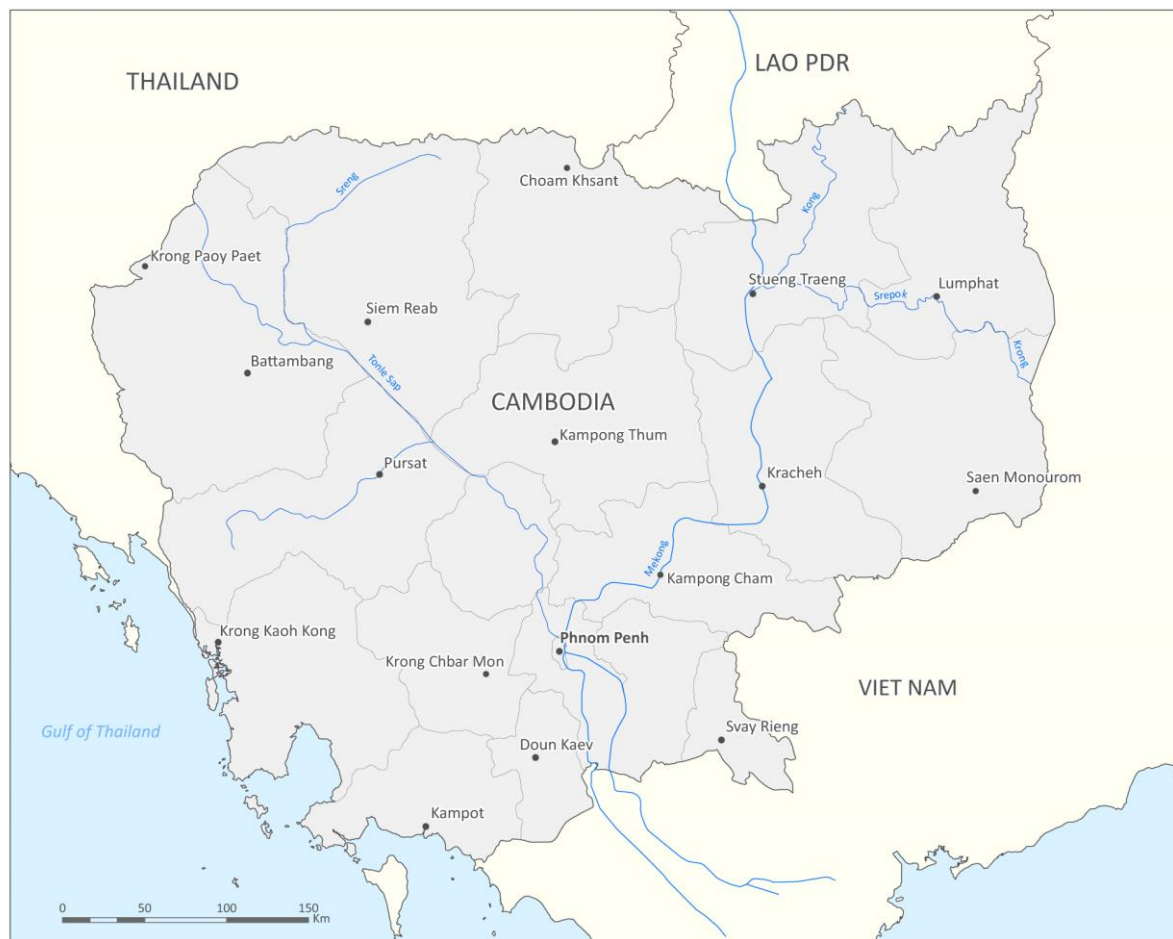 THAILAND
LAO PDR
Choam Khsant
Sreng
Kong
Krong Paoy Paet
Stueng Traeng
Srepok
Lumphat
Siem Reab
Battambang
Tonle Sap
Krong
CAMBODIA
Kampong Thum
Pursat
Kracheh
Saen Monourom
Mekong
Kampong Cham
Krong Kaoh Kong
Phnom Penh
Krong Chbar Mon
VIET NAM
Gulf of Thailand
Svay Rieng
Doun Kaev
Kampot
0 50 100 150
Km